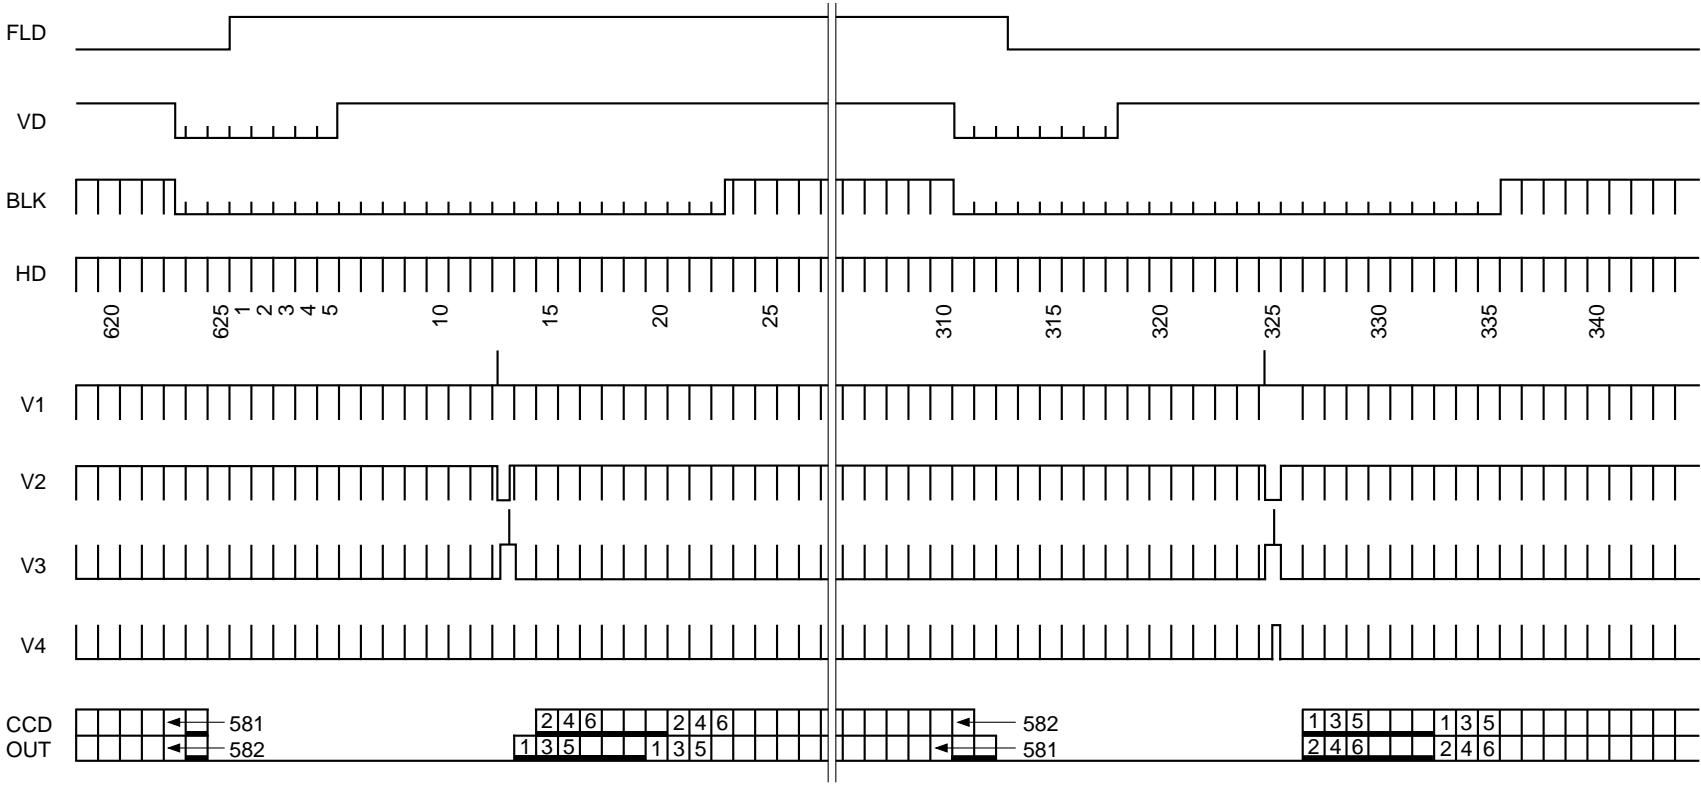 FLD
VD
BLK
HD
620 625 1 2 3 4 5 10 15 20 25 310 315 320 325 330 335 340
V1
V2
V3
V4
CCD 581 2 4 6 2 4 6 582 1 3 5 1 3 5
OUT 582 1 3 5 1 3 5 581 2 4 6 2 4 6